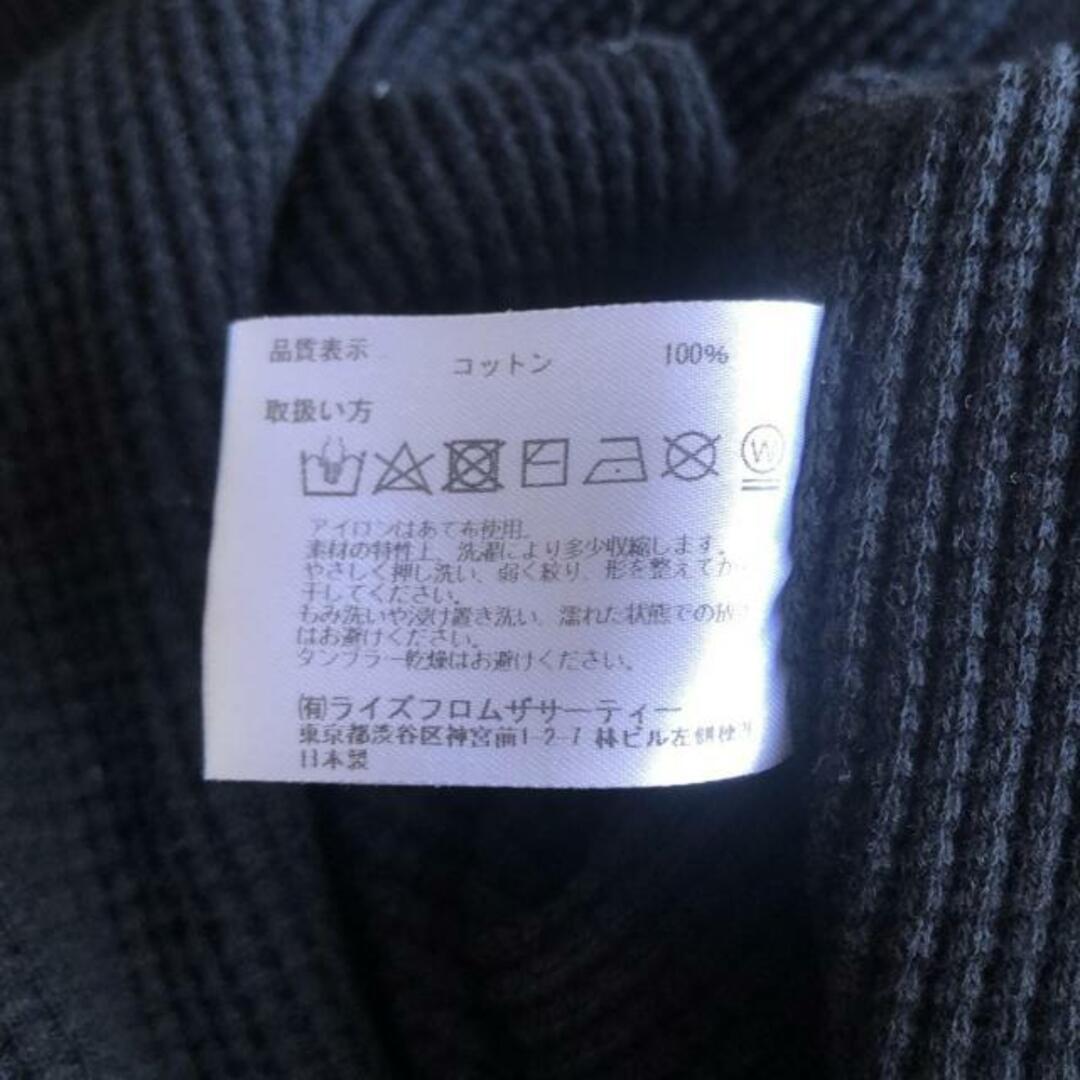 品質表示 コットン 100%
取扱い方
W
アイロンはあて布使用。
素材の特性上、洗濯により多少収縮します。
やさしく押し洗い、弱く絞り、形を整えてか
干してください。
もみ洗いや浸け置き洗い、濡れた状態での放
はお避けください。
タンブラー乾燥はお避けください。
㈲ライズフロムザサーティー
東京都渋谷区神宮前1-2-7 林ビル左側
日本製